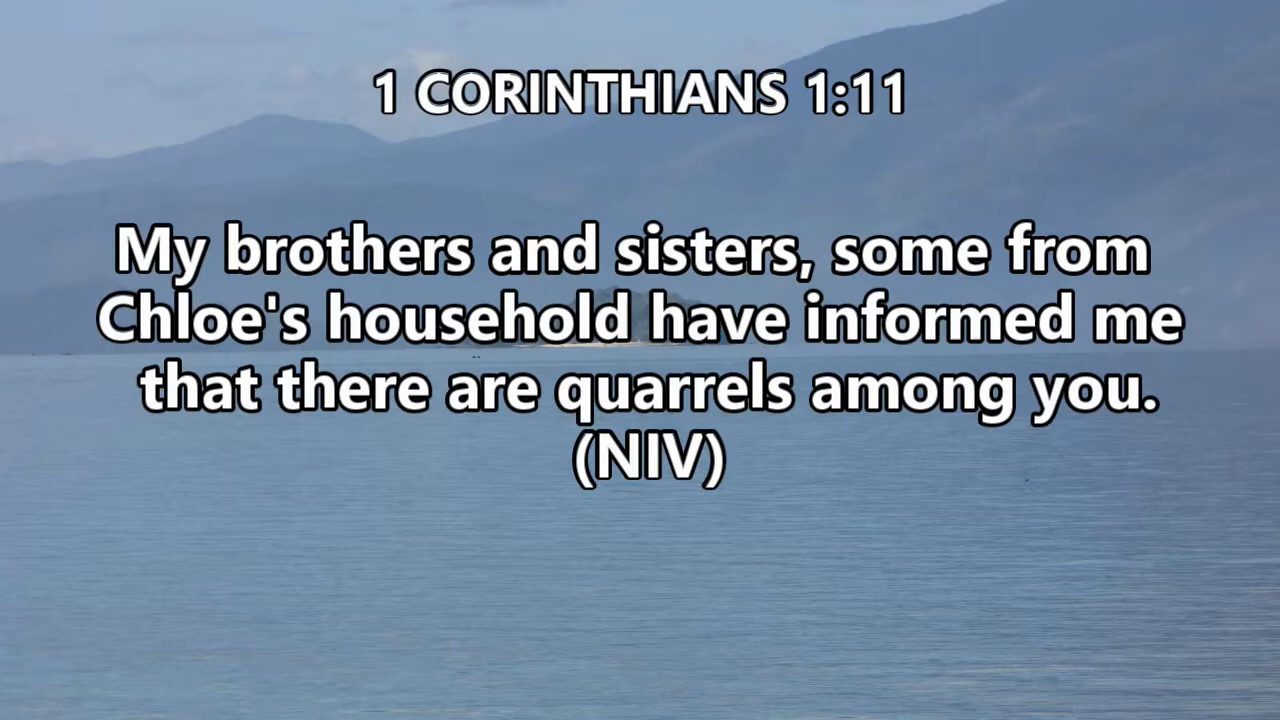 1 CORINTHIANS 1:11
My brothers and sisters, some from
Chloe's household have informed me
that there are quarrels among you.
(NIV)